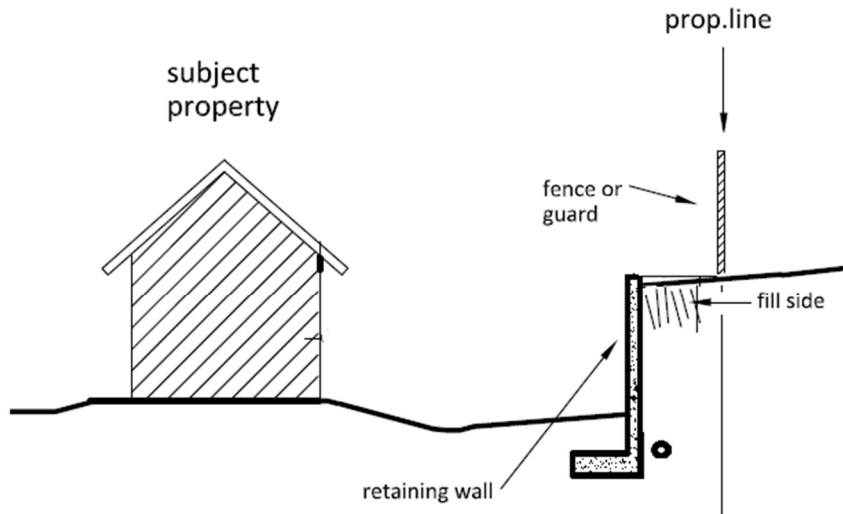 prop.line
subject
property
fence or
guard
fill side
retaining wall